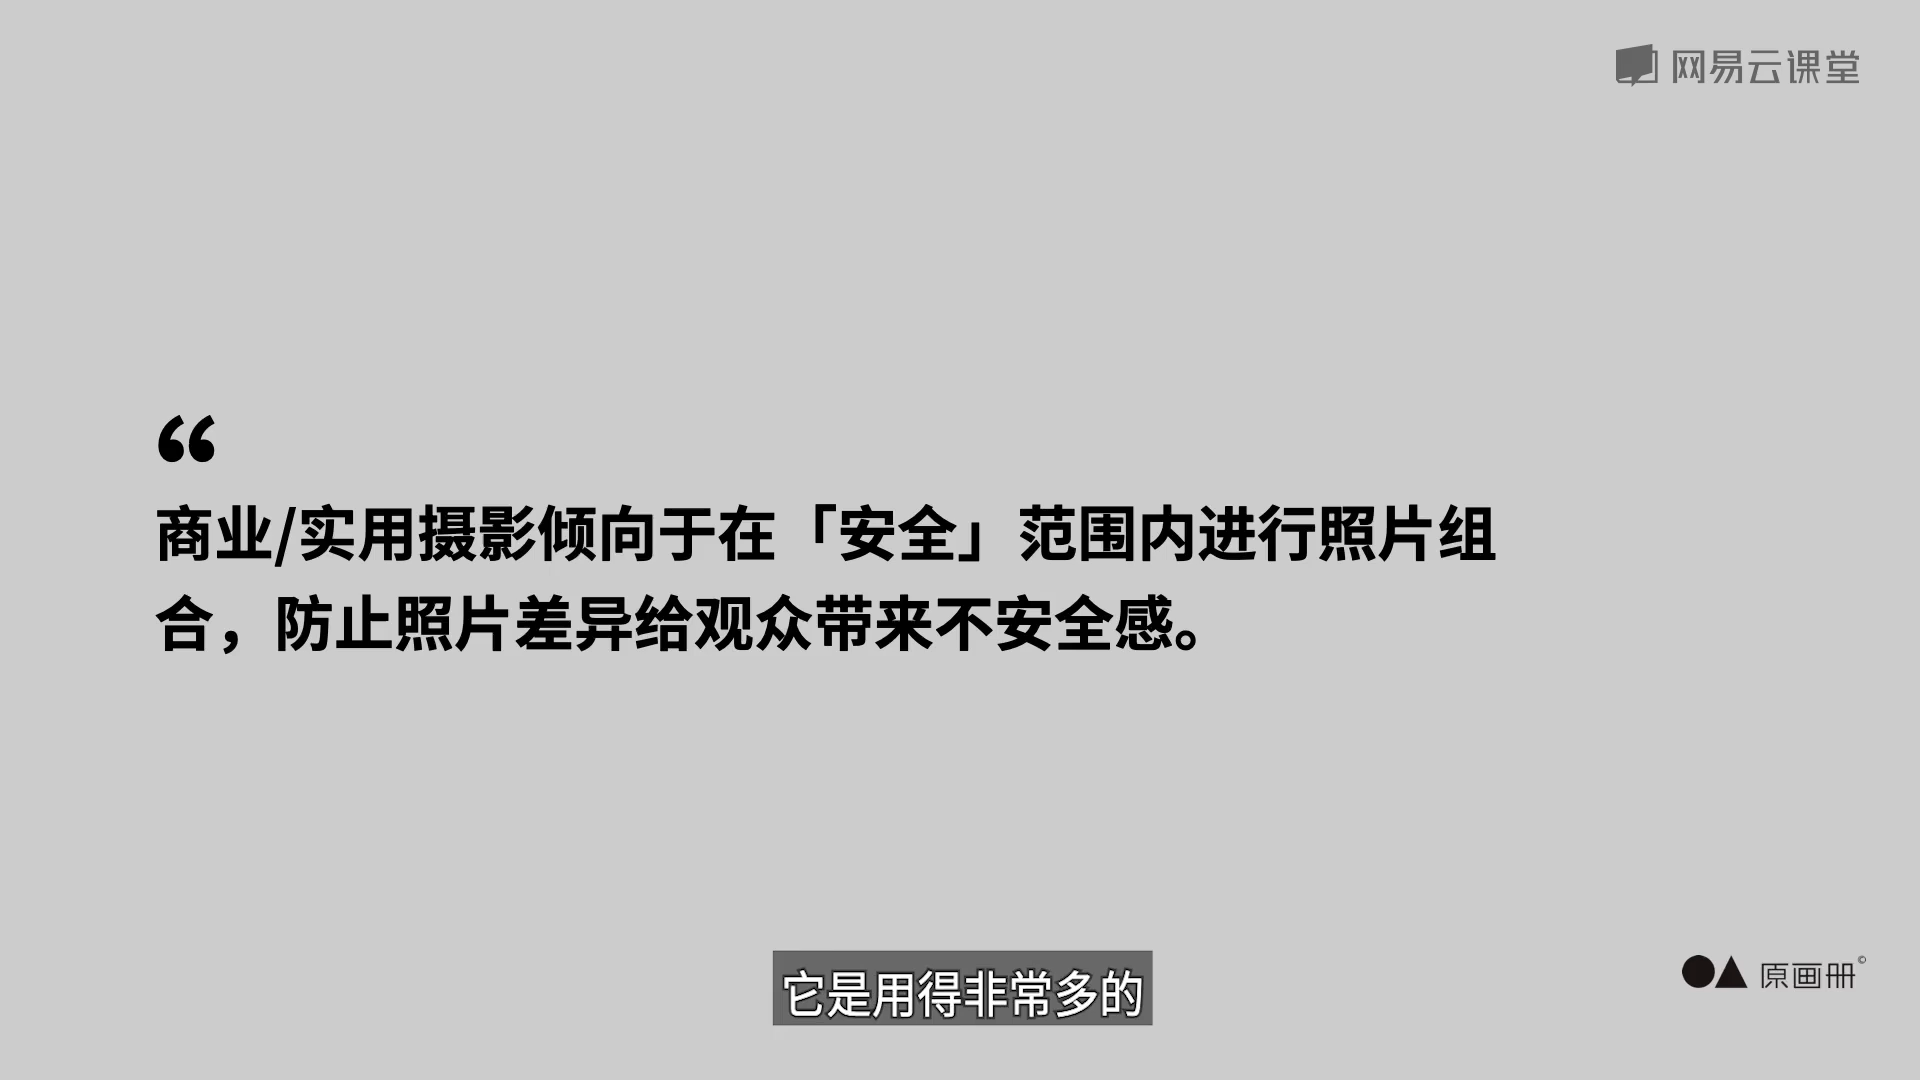 网易云课堂
“
商业/实用摄影倾向于在「安全」范围内进行照片组
合，防止照片差异给观众带来不安全感。
它是用得非常多的
原画册©